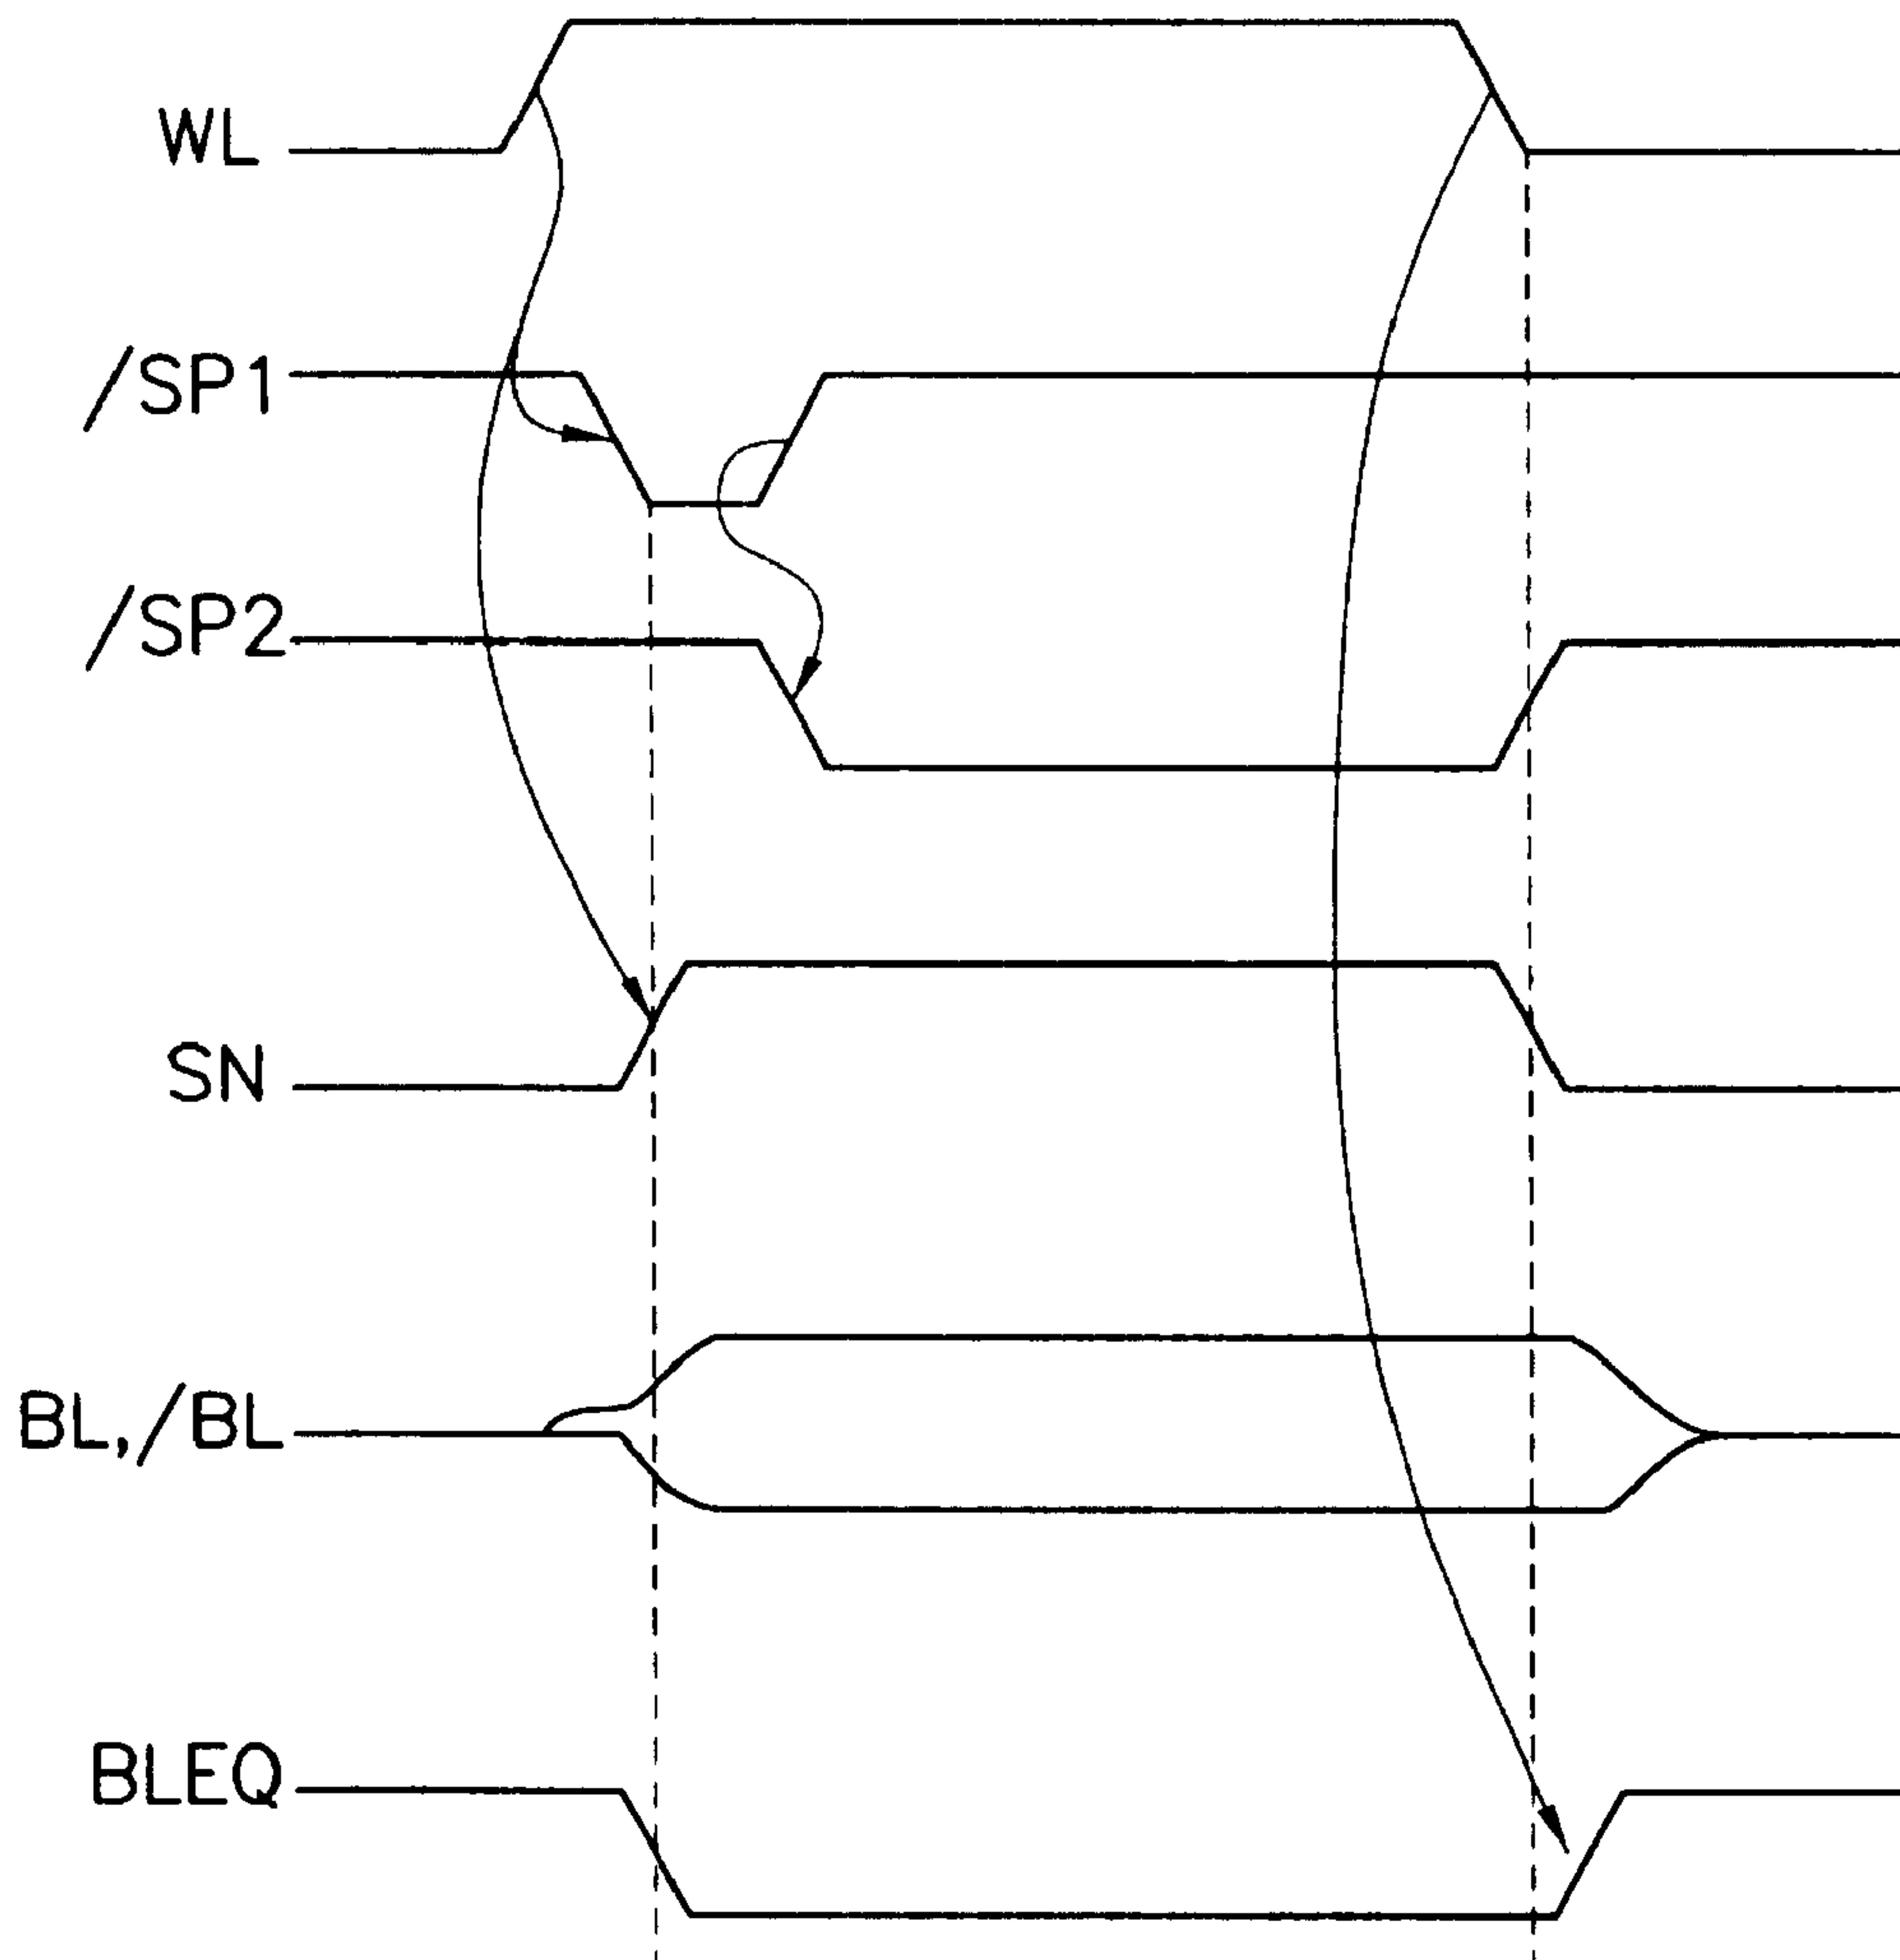 WL
/SP1
/SP2
SN
BL,/BL
BLEQ